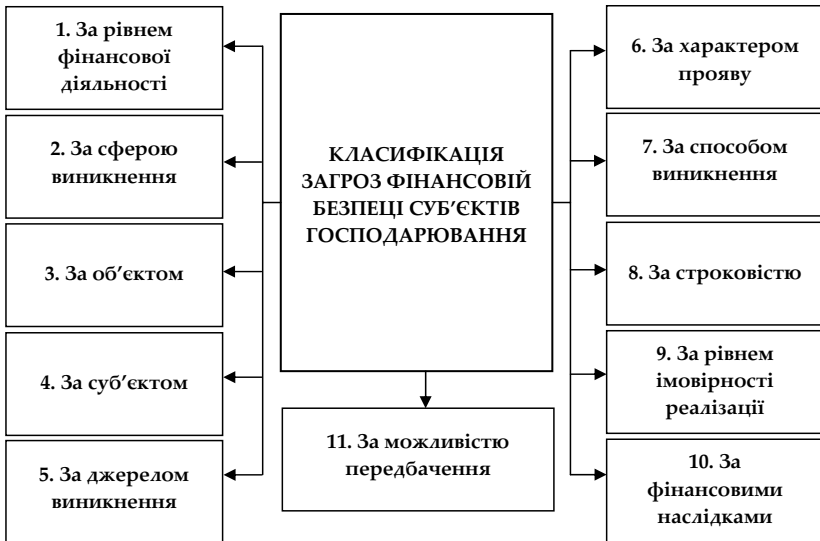 1. За рівнем
фінансової
діяльності
2. За сферою
виникнення
3. За об’єктом
4. За суб’єктом
5. За джерелом
виникнення
КЛАСИФІКАЦІЯ
ЗАГРОЗ ФІНАНСОВІЙ
БЕЗПЕЦІ СУБ’ЄКТІВ
ГОСПОДАРЮВАННЯ
11. За можливістю
передбачення
6. За характером
прояву
7. За способом
виникнення
8. За строковістю
9. За рівнем
імовірності
реалізації
10. За
фінансовими
наслідками